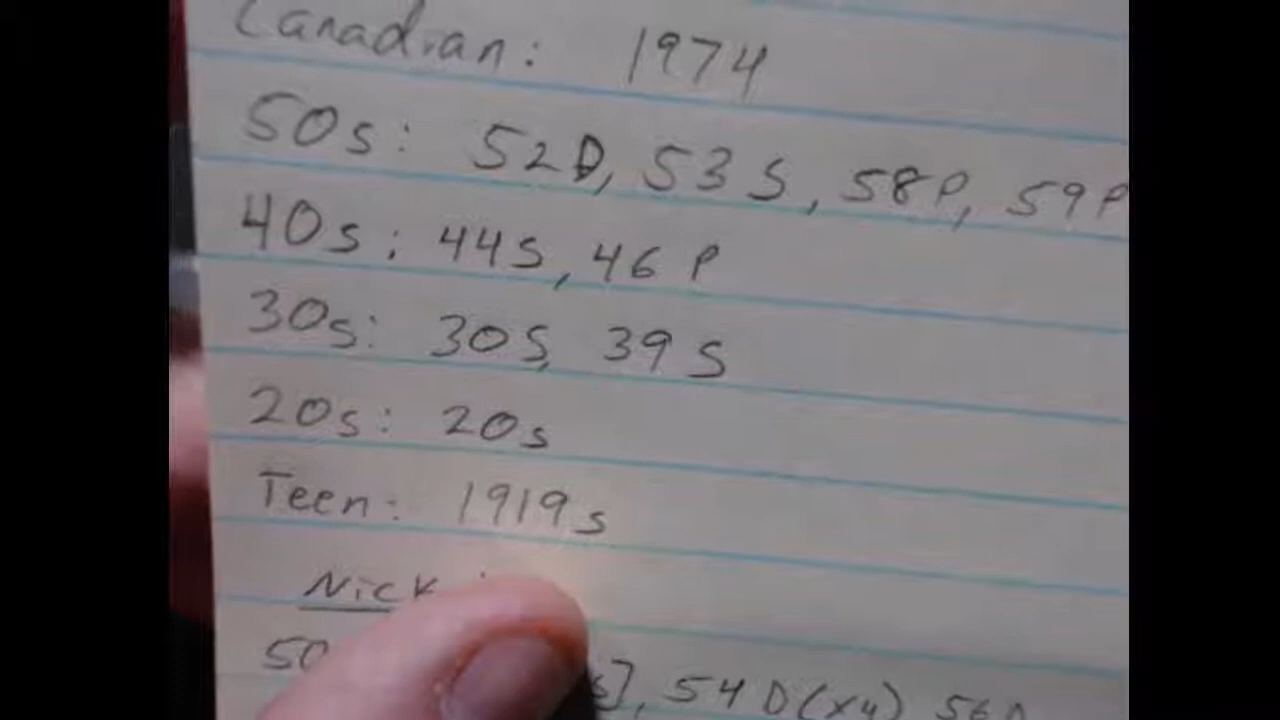 Canadian: 1974
50s: 52D, 53S, 58P, 59P
40s: 44S, 46P
30s: 30S, 39S
20s: 20s
Teen: 1919s
54D(x4) 56D